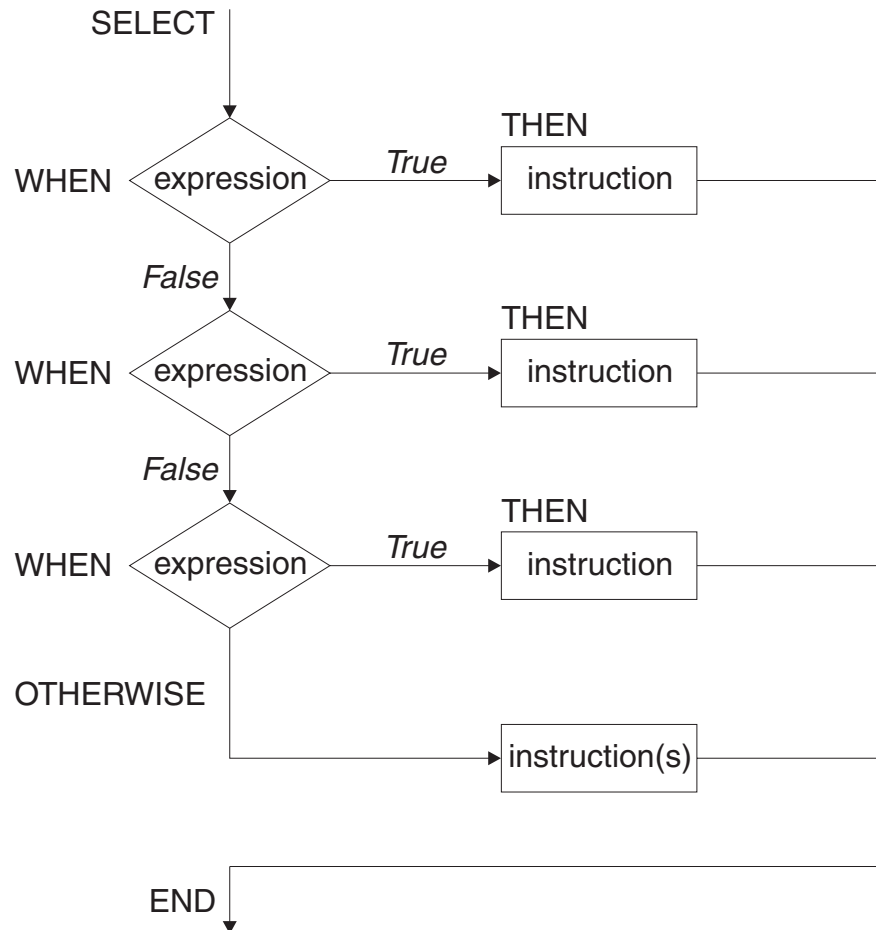 SELECT
WHEN
expression
True
THEN
instruction
False
WHEN
expression
True
THEN
instruction
False
WHEN
expression
True
THEN
instruction
OTHERWISE
instruction(s)
END